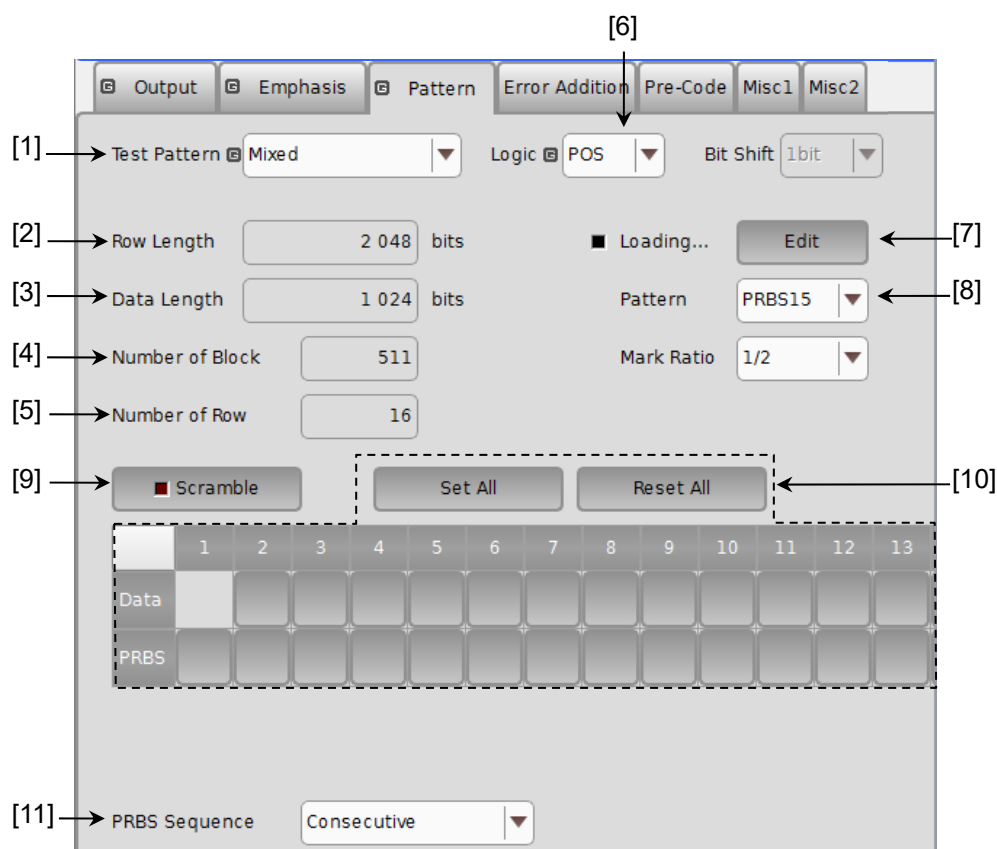 [6]
G Output G Emphasis G Pattern Error Addition Pre-Code Misc1 Misc2
[1] Test Pattern G Mixed Logic G POS Bit Shift 1bit
[2] Row Length 2 048 bits Loading... Edit [7]
[3] Data Length 1 024 bits Pattern PRBS15 [8]
[4] Number of Block 511 Mark Ratio 1/2
[5] Number of Row 16
[9] Scramble Set All Reset All [10]
1 2 3 4 5 6 7 8 9 10 11 12 13
Data
PRBS
[11] PRBS Sequence Consecutive